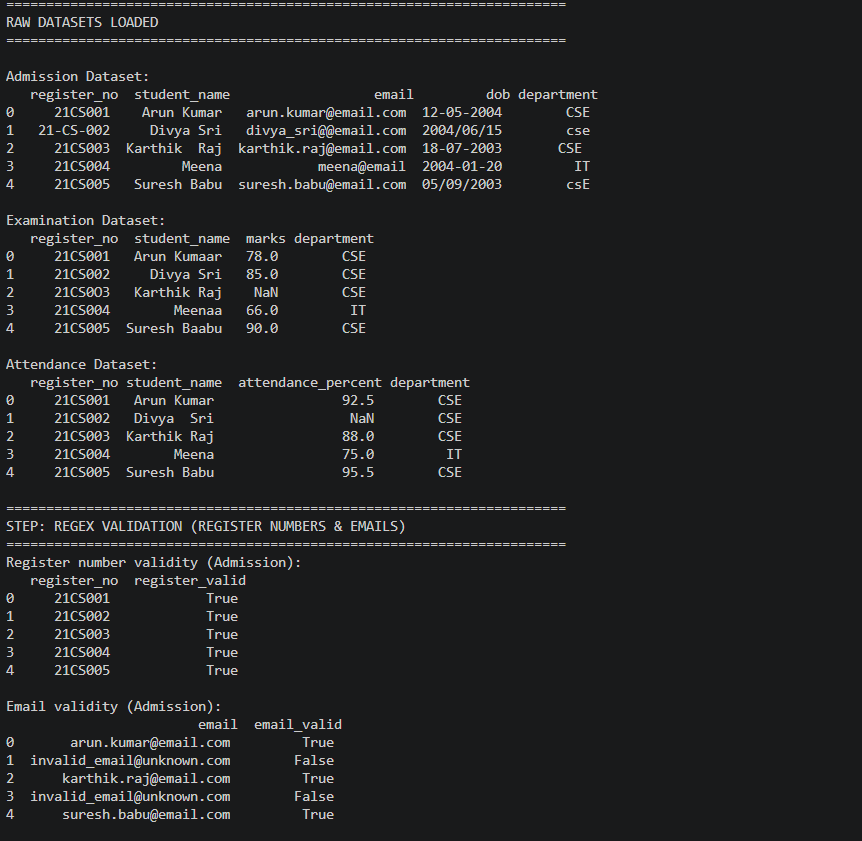 ======================================================================
RAW DATASETS LOADED
======================================================================
Admission Dataset:
register_no student_name email dob department
0 21CS001 Arun Kumar arun.kumar@email.com 12-05-2004 CSE
1 21-CS-002 Divya Sri divya_sri@@email.com 2004/06/15 cse
2 21CS003 Karthik  Raj karthik.raj@email.com 18-07-2003 CSE
3 21CS004 Meena meena@email 2004-01-20 IT
4 21CS005 Suresh Babu suresh.babu@email.com 05/09/2003 csE
Examination Dataset:
register_no student_name marks department
0 21CS001 Arun Kumaar 78.0 CSE
1 21CS002 Divya Sri 85.0 CSE
2 21CS0O3 Karthik Raj NaN CSE
3 21CS004 Meenaa 66.0 IT
4 21CS005 Suresh Baabu 90.0 CSE
Attendance Dataset:
register_no student_name attendance_percent department
0 21CS001 Arun Kumar 92.5 CSE
1 21CS002 Divya  Sri NaN CSE
2 21CS003 Karthik Raj 88.0 CSE
3 21CS004 Meena 75.0 IT
4 21CS005 Suresh Babu 95.5 CSE
======================================================================
STEP: REGEX VALIDATION (REGISTER NUMBERS & EMAILS)
======================================================================
Register number validity (Admission):
register_no register_valid
0 21CS001 True
1 21CS002 True
2 21CS003 True
3 21CS004 True
4 21CS005 True
Email validity (Admission):
email email_valid
0 arun.kumar@email.com True
1 invalid_email@unknown.com False
2 karthik.raj@email.com True
3 invalid_email@unknown.com False
4 suresh.babu@email.com True